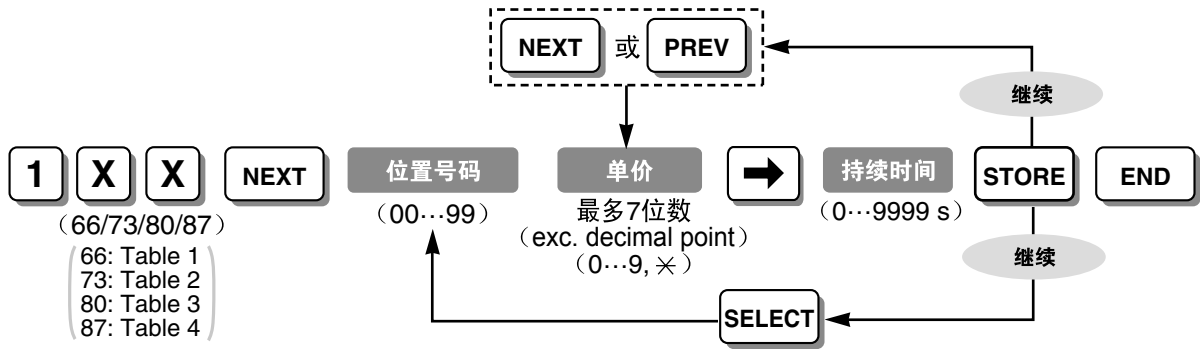 NEXT 或 PREV
继续
1 X X NEXT 位置号码 单价 → 持续时间 STORE END
（66/73/80/87）
（00…99）
最多7位数
（0…9999 s）
（exc. decimal point）
（0…9, ＊）
66: Table 1
73: Table 2
80: Table 3
87: Table 4
继续
SELECT